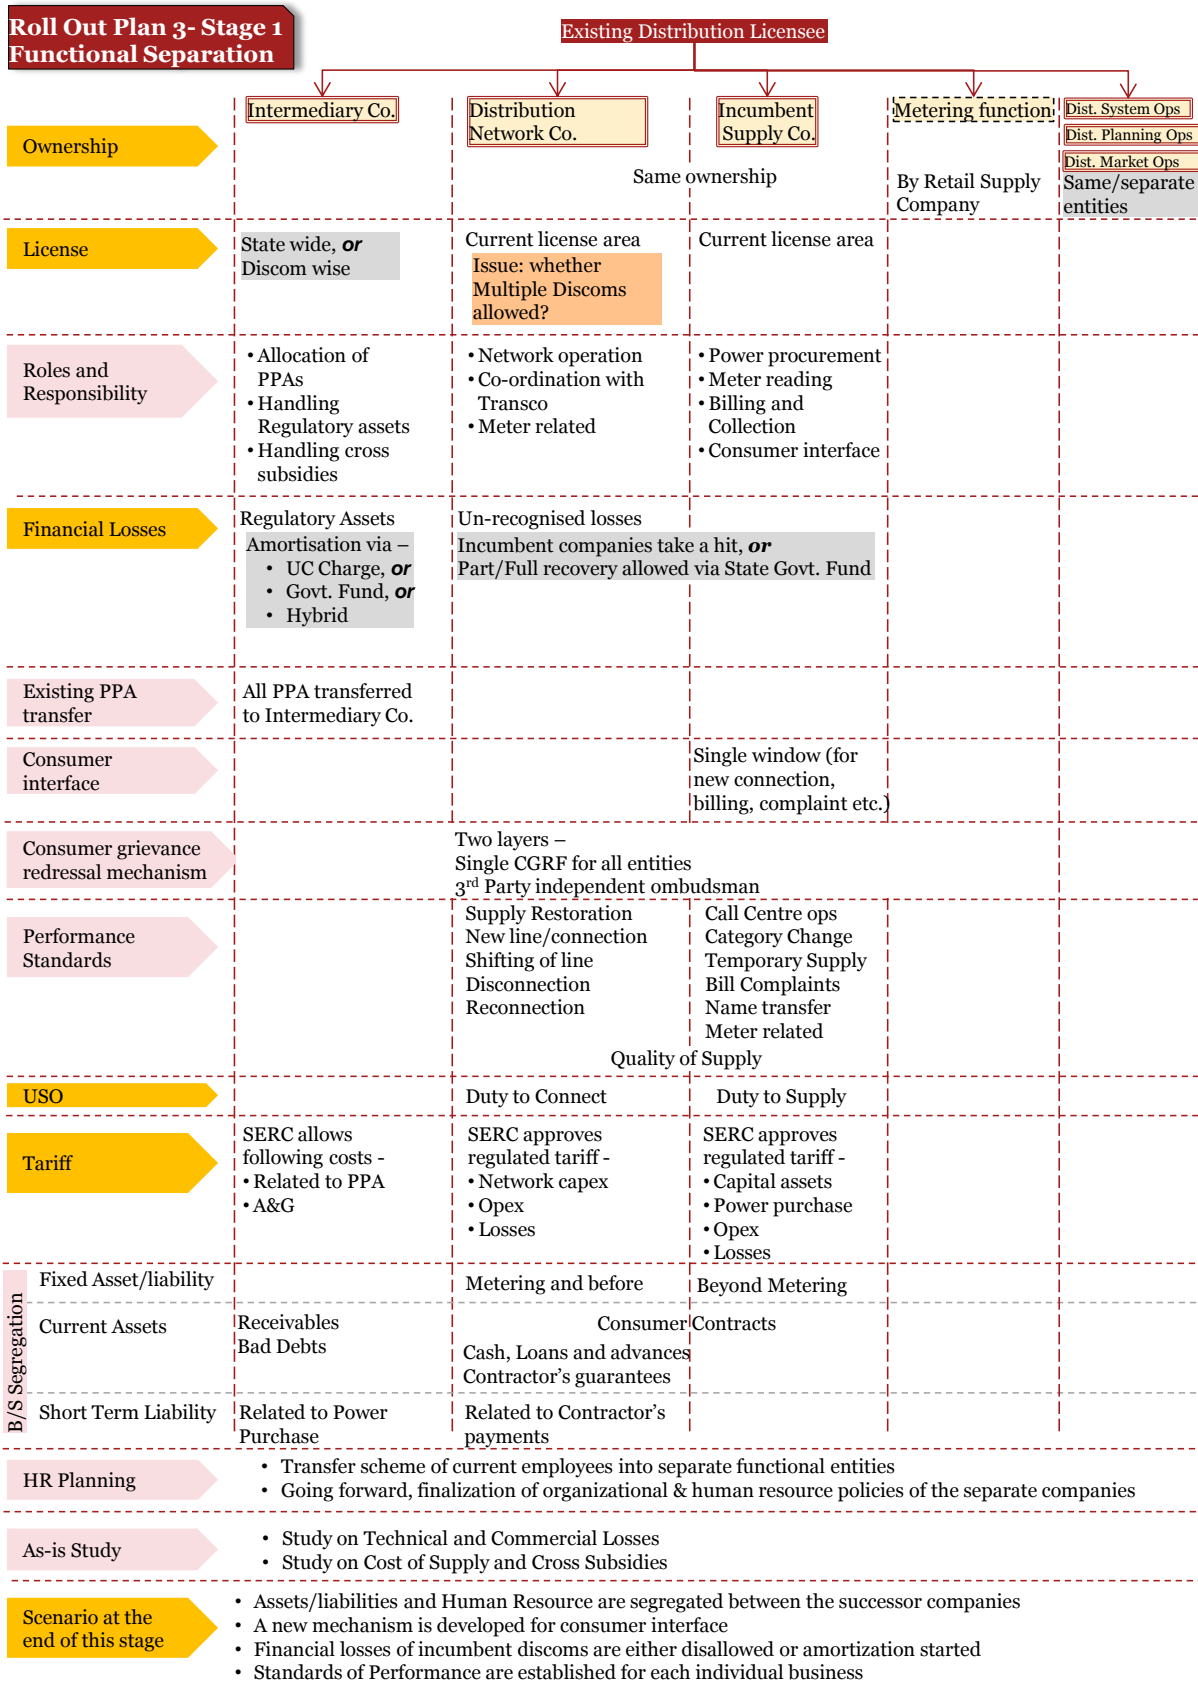 Roll Out Plan 3- Stage 1
Functional Separation
Existing Distribution Licensee
Intermediary Co.
Distribution
Network Co.
Incumbent
Supply Co.
Metering function
Dist. System Ops
Dist. Planning Ops
Dist. Market Ops
Ownership
Same ownership
By Retail Supply
Company
Same/separate
entities
License
State wide, or
Discom wise
Current license area
Issue: whether
Multiple Discoms
allowed?
Current license area
Roles and
Responsibility
• Allocation of
PPAs
• Handling
Regulatory assets
• Handling cross
subsidies
• Network operation
• Co-ordination with
Transco
• Meter related
• Power procurement
• Meter reading
• Billing and
Collection
• Consumer interface
Financial Losses
Regulatory Assets
Amortisation via –
• UC Charge, or
• Govt. Fund, or
• Hybrid
Un-recognised losses
Incumbent companies take a hit, or
Part/Full recovery allowed via State Govt. Fund
Existing PPA
transfer
All PPA transferred
to Intermediary Co.
Consumer
interface
Single window (for
new connection,
billing, complaint etc.)
Consumer grievance
redressal mechanism
Two layers –
Single CGRF for all entities
3rd Party independent ombudsman
Performance
Standards
Supply Restoration
New line/connection
Shifting of line
Disconnection
Reconnection
Call Centre ops
Category Change
Temporary Supply
Bill Complaints
Name transfer
Meter related
Quality of Supply
USO
Duty to Connect
Duty to Supply
Tariff
SERC allows
following costs -
• Related to PPA
• A&G
SERC approves
regulated tariff -
• Network capex
• Opex
• Losses
SERC approves
regulated tariff -
• Capital assets
• Power purchase
• Opex
• Losses
B/S Segregation
Fixed Asset/liability
Metering and before
Beyond Metering
Current Assets
Receivables
Bad Debts
Consumer Contracts
Cash, Loans and advances
Contractor's guarantees
Short Term Liability
Related to Power
Purchase
Related to Contractor's
payments
HR Planning
• Transfer scheme of current employees into separate functional entities
• Going forward, finalization of organizational & human resource policies of the separate companies
As-is Study
• Study on Technical and Commercial Losses
• Study on Cost of Supply and Cross Subsidies
Scenario at the
end of this stage
• Assets/liabilities and Human Resource are segregated between the successor companies
• A new mechanism is developed for consumer interface
• Financial losses of incumbent discoms are either disallowed or amortization started
• Standards of Performance are established for each individual business